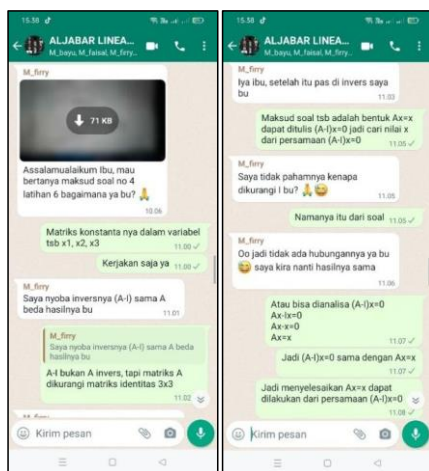 15.38
ALJABAR LINEA...
M_bayu, M_faisal, M_firry...
M_firry
71 KB
Assalamualaikum Ibu, mau
bertanya maksud soal no 4
latihan 6 bagaimana ya bu? 🙏
10.06
Matriks konstanta nya dalam variabel
tsb x1, x2, x3
11.00
Kerjakan saja ya
11.00
M_firry
Saya nyoba inversnya (A-I) sama A
beda hasilnya bu
11.01
M_firry
Saya nyoba inversnya (A-I) sama A beda
hasilnya bu
A-I bukan A invers, tapi matriks A
dikurangi matriks identitas 3x3
11.02
Kirim pesan
15.38
ALJABAR LINEA...
M_bayu, M_faisal, M_firry...
M_firry
Iya ibu, setelah itu pas di invers saya
bu
11.03
Maksud soal tsb adalah bentuk Ax=x
dapat ditulis (A-I)x=0 jadi cari nilai x
dari persamaan (A-I)x=0
11.05
M_firry
Saya tidak pahamnya kenapa
dikurangi I bu? 🙏😅
11.05
Namanya itu dari soal
11.05
M_firry
Oo jadi tidak ada hubungannya ya bu
😅 saya kira nanti hasilnya sama
11.06
Atau bisa dianalisa (A-I)x=0
Ax-Ix=0
Ax-x=0
Ax=x
11.07
Jadi (A-I)x=0 sama dengan Ax=x
11.07
Jadi menyelesaikan Ax=x dapat
dilakukan dari persamaan (A-I)x=0
11.08
Kirim pesan